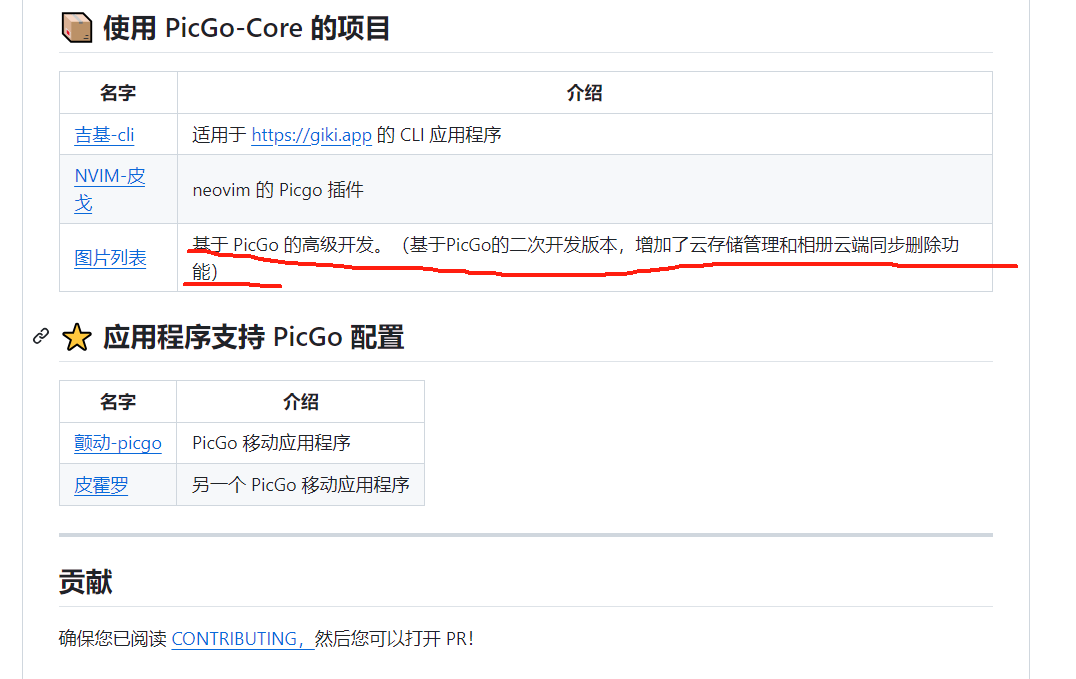 使用 PicGo-Core 的项目
名字 介绍
吉基-cli 适用于 https://giki.app 的 CLI 应用程序
NVIM-皮
戈
neovim 的 Picgo 插件
图片列表
基于 PicGo 的高级开发。（基于PicGo的二次开发版本，增加了云存储管理和相册云端同步删除功
能）
应用程序支持 PicGo 配置
名字 介绍
颤动-picgo PicGo 移动应用程序
皮霍罗 另一个 PicGo 移动应用程序
贡献
确保您已阅读 CONTRIBUTING，然后您可以打开 PR！